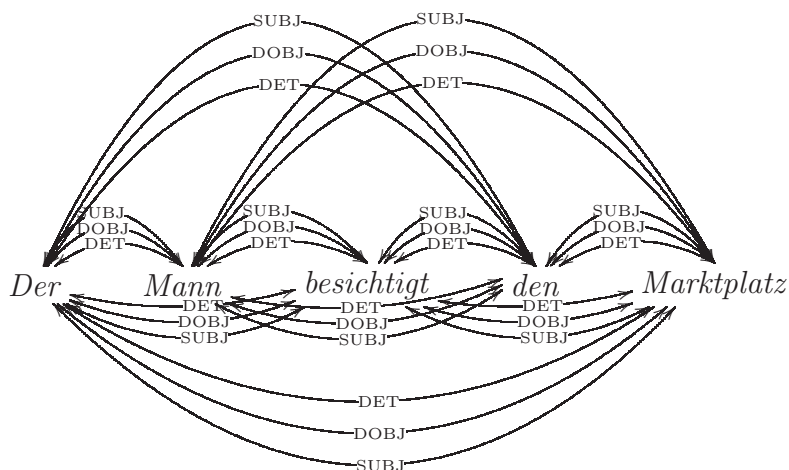 SUBJ SUBJ
DOBJ DOBJ
DET DET
SUBJ SUBJ SUBJ SUBJ
DOBJ DOBJ DOBJ DOBJ
DET DET DET DET
Der Mann besichtigt den Marktplatz
DET DET DET
DOBJ DOBJ DOBJ
SUBJ SUBJ SUBJ
DET
DOBJ
SUBJ